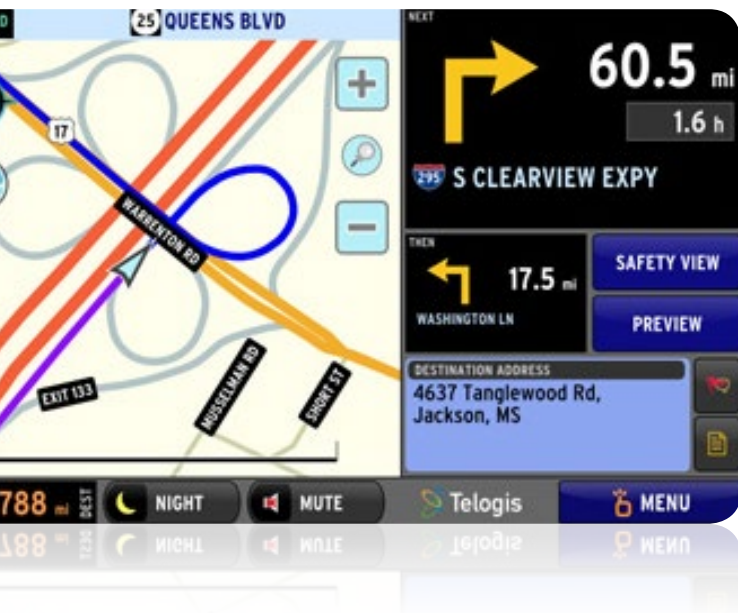 25 QUEENS BLVD
17
WARRENTON RD
EXIT 133
MUSSELMAN RD
SHORT ST
NEXT
60.5 mi
1.6 h
295 S CLEARVIEW EXPY
THEN
17.5 mi
WASHINGTON LN
SAFETY VIEW
PREVIEW
DESTINATION ADDRESS
4637 Tanglewood Rd,
Jackson, MS
788 mi DEST
NIGHT
MUTE
Telogis
MENU